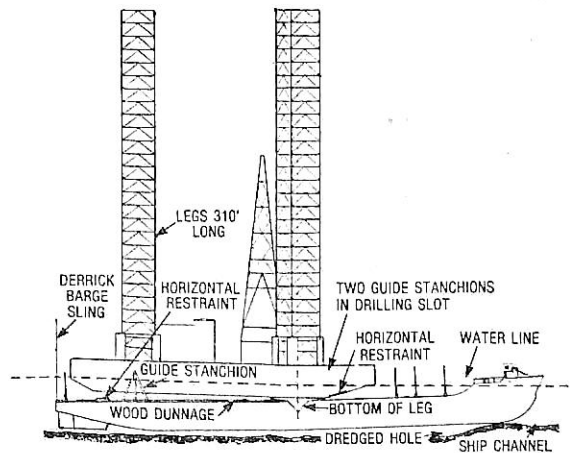 LEGS 310'
LONG
DERRICK
BARGE
SLING
HORIZONTAL
RESTRAINT
TWO GUIDE STANCHIONS
IN DRILLING SLOT
HORIZONTAL
RESTRAINT
WATER LINE
GUIDE STANCHION
WOOD DUNNAGE
BOTTOM OF LEG
DREDGED HOLE
SHIP CHANNEL